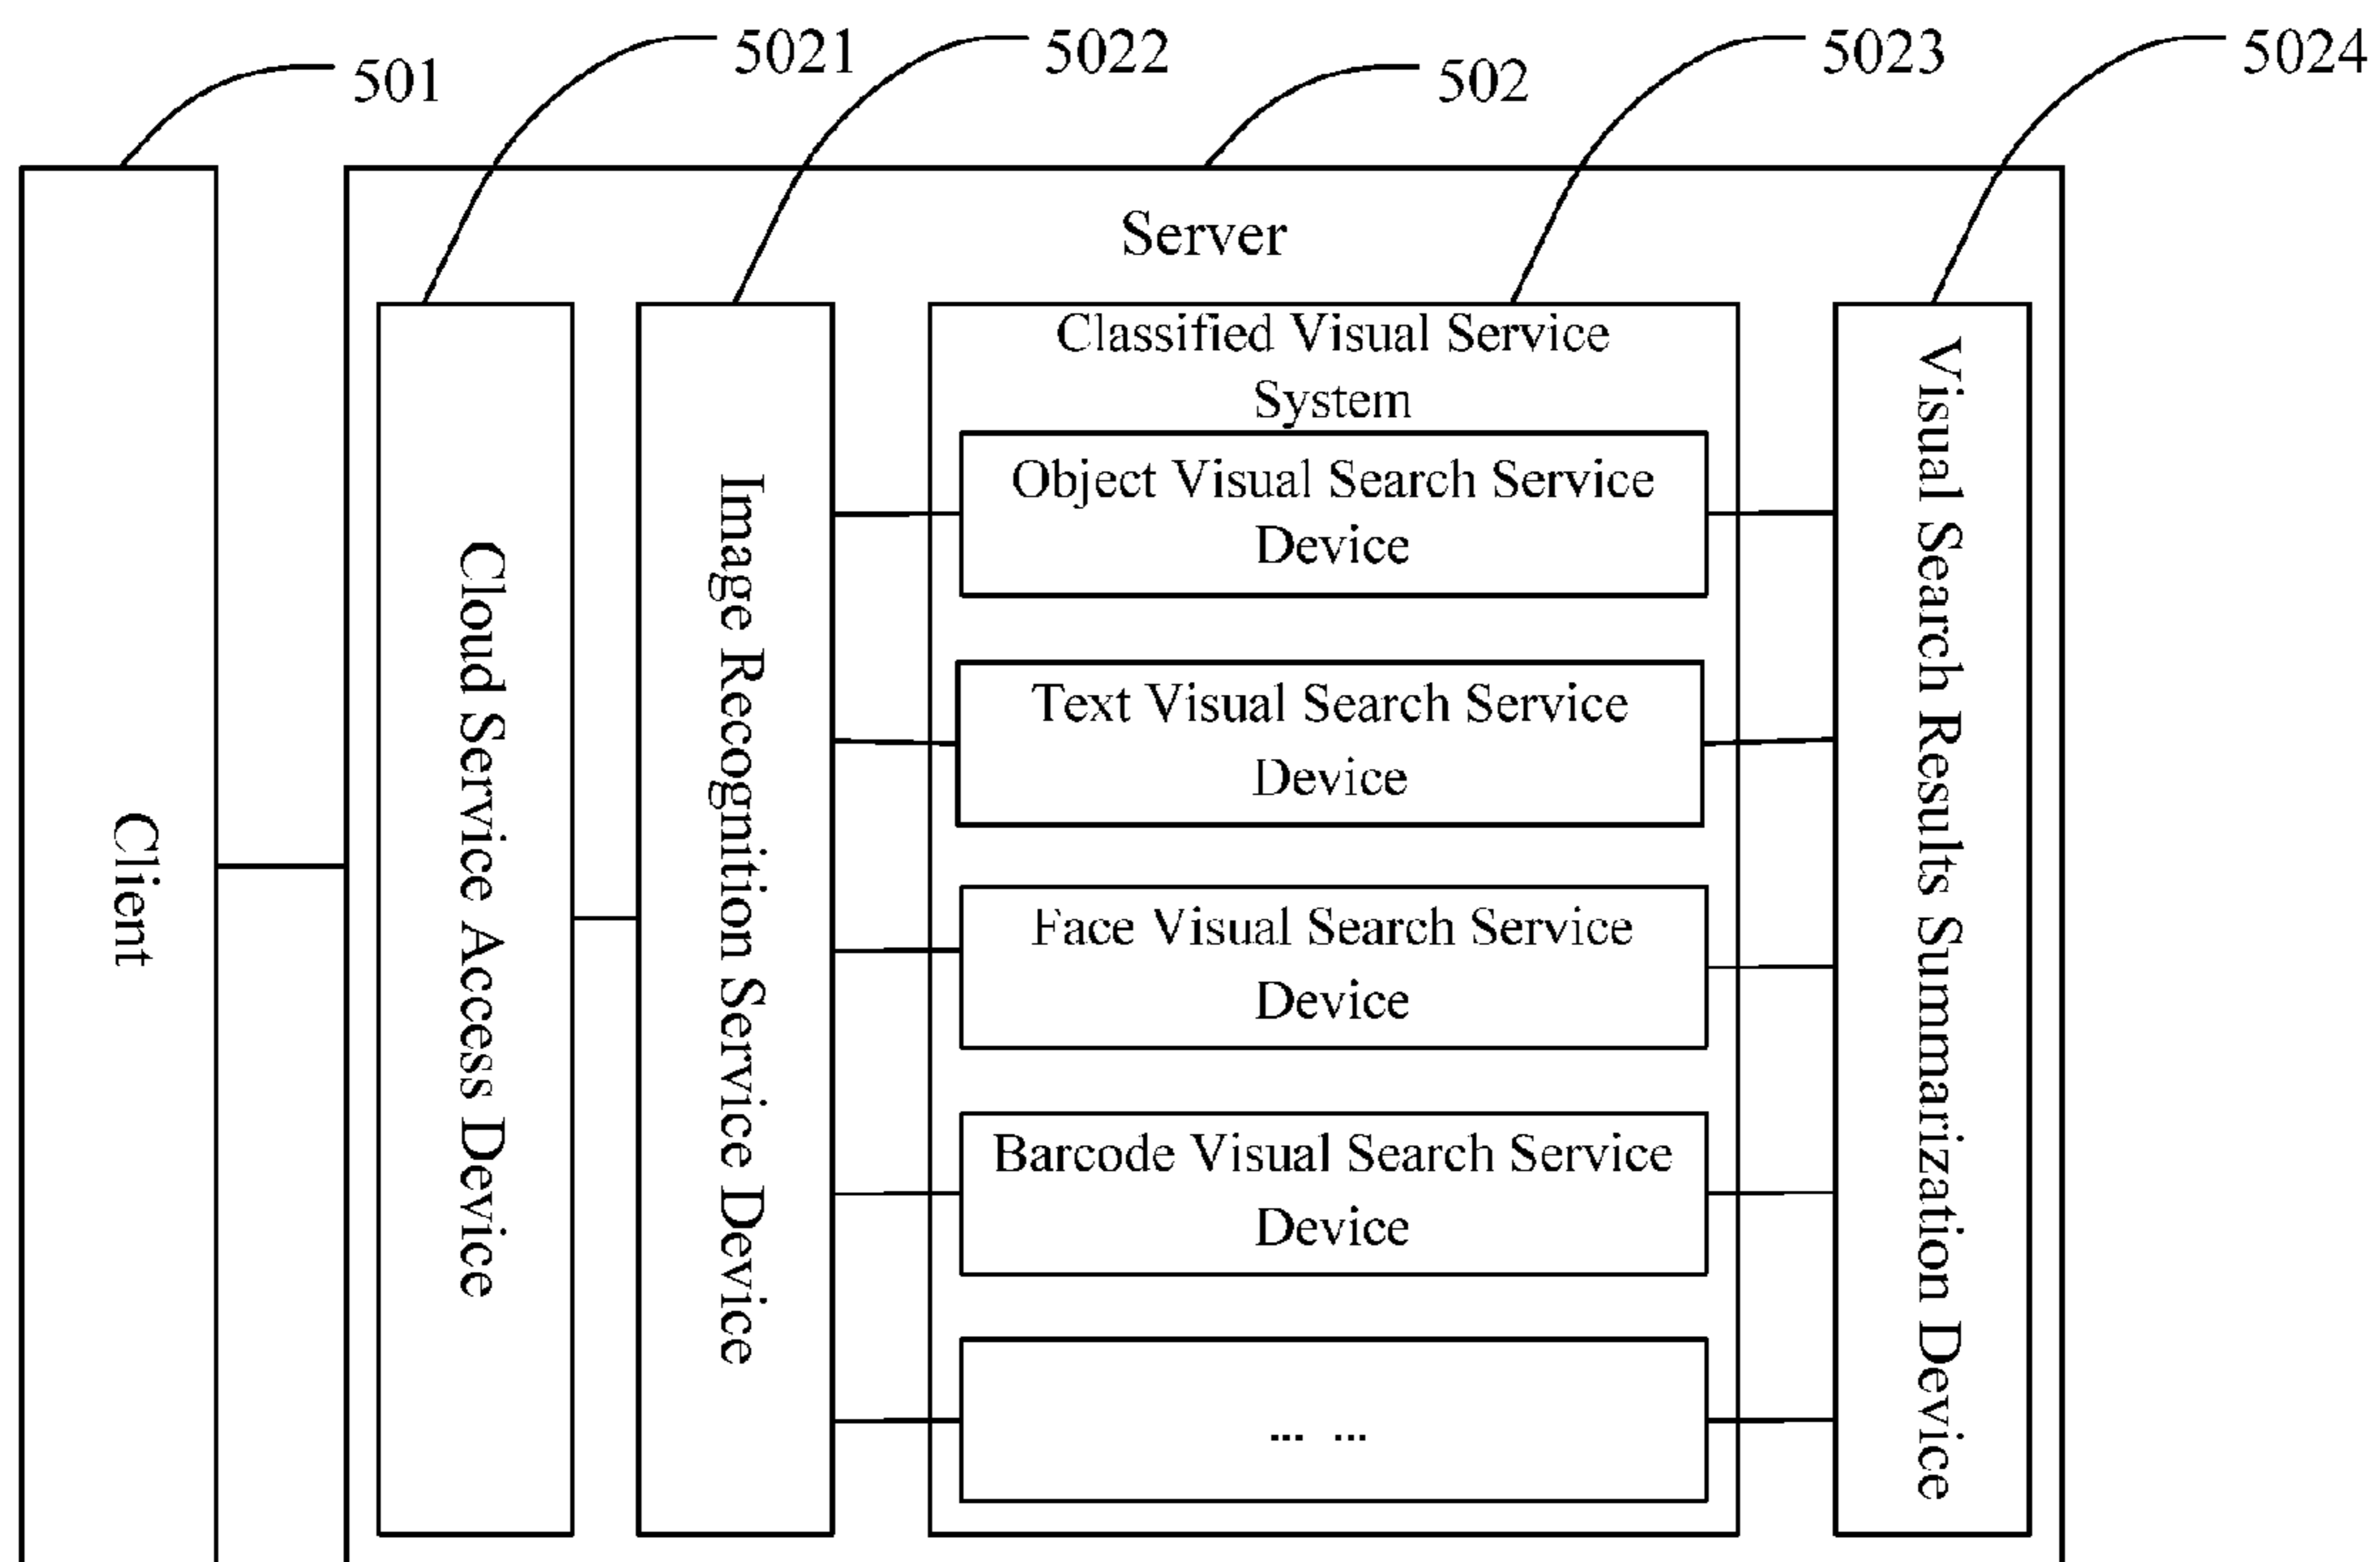 501
5021
5022
502
5023
5024
Client
Server
Cloud Service Access Device
Image Recognition Service Device
Classified Visual Service
System
Object Visual Search Service
Device
Text Visual Search Service
Device
Face Visual Search Service
Device
Barcode Visual Search Service
Device
... ...
Visual Search Results Summarization Device